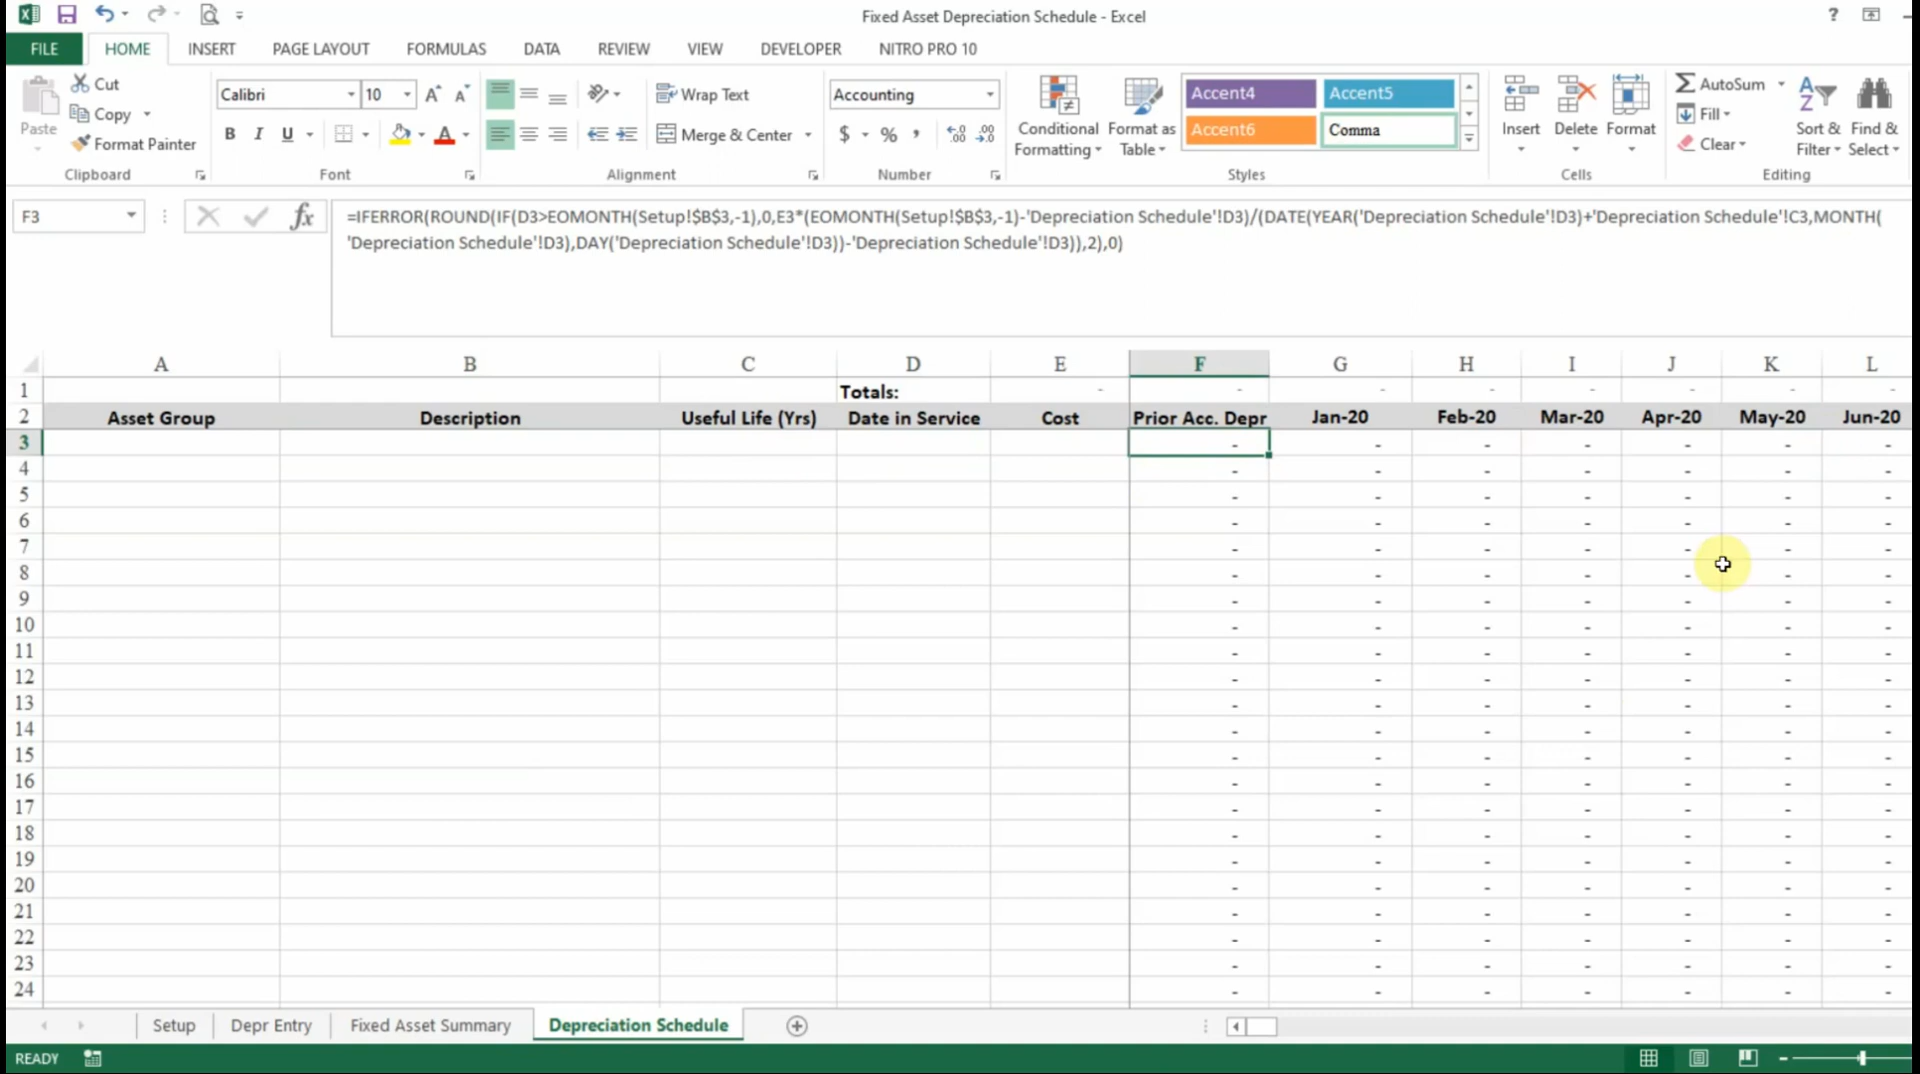 Fixed Asset Depreciation Schedule - Excel
?
FILE HOME INSERT PAGE LAYOUT FORMULAS DATA REVIEW VIEW DEVELOPER NITRO PRO 10
Paste
Cut
Copy
Format Painter
Clipboard
Calibri 10
B I U
Font
Wrap Text
Merge & Center
Alignment
Accounting
$ % ,
Number
Conditional Formatting
Format as Table
Accent4 Accent5
Accent6 Comma
Styles
Insert Delete Format
Cells
AutoSum
Fill
Clear
Sort & Filter
Find & Select
Editing
F3
fx
=IFERROR(ROUND(IF(D3>EOMONTH(Setup!$B$3,-1),0,E3*(EOMONTH(Setup!$B$3,-1)-'Depreciation Schedule'!D3)/(DATE(YEAR('Depreciation Schedule'!D3)+'Depreciation Schedule'!C3,MONTH(
'Depreciation Schedule'!D3),DAY('Depreciation Schedule'!D3))-'Depreciation Schedule'!D3)),2),0)
A B C D E F G H I J K L
1 Totals: - - - - - - - -
2 Asset Group Description Useful Life (Yrs) Date in Service Cost Prior Acc. Depr Jan-20 Feb-20 Mar-20 Apr-20 May-20 Jun-20
3 - - - - - - -
4 - - - - - - -
5 - - - - - - -
6 - - - - - - -
7 - - - - - - -
8 - - - - - - -
9 - - - - - - -
10 - - - - - - -
11 - - - - - - -
12 - - - - - - -
13 - - - - - - -
14 - - - - - - -
15 - - - - - - -
16 - - - - - - -
17 - - - - - - -
18 - - - - - - -
19 - - - - - - -
20 - - - - - - -
21 - - - - - - -
22 - - - - - - -
23 - - - - - - -
24 - - - - - - -
Setup Depr Entry Fixed Asset Summary Depreciation Schedule
READY